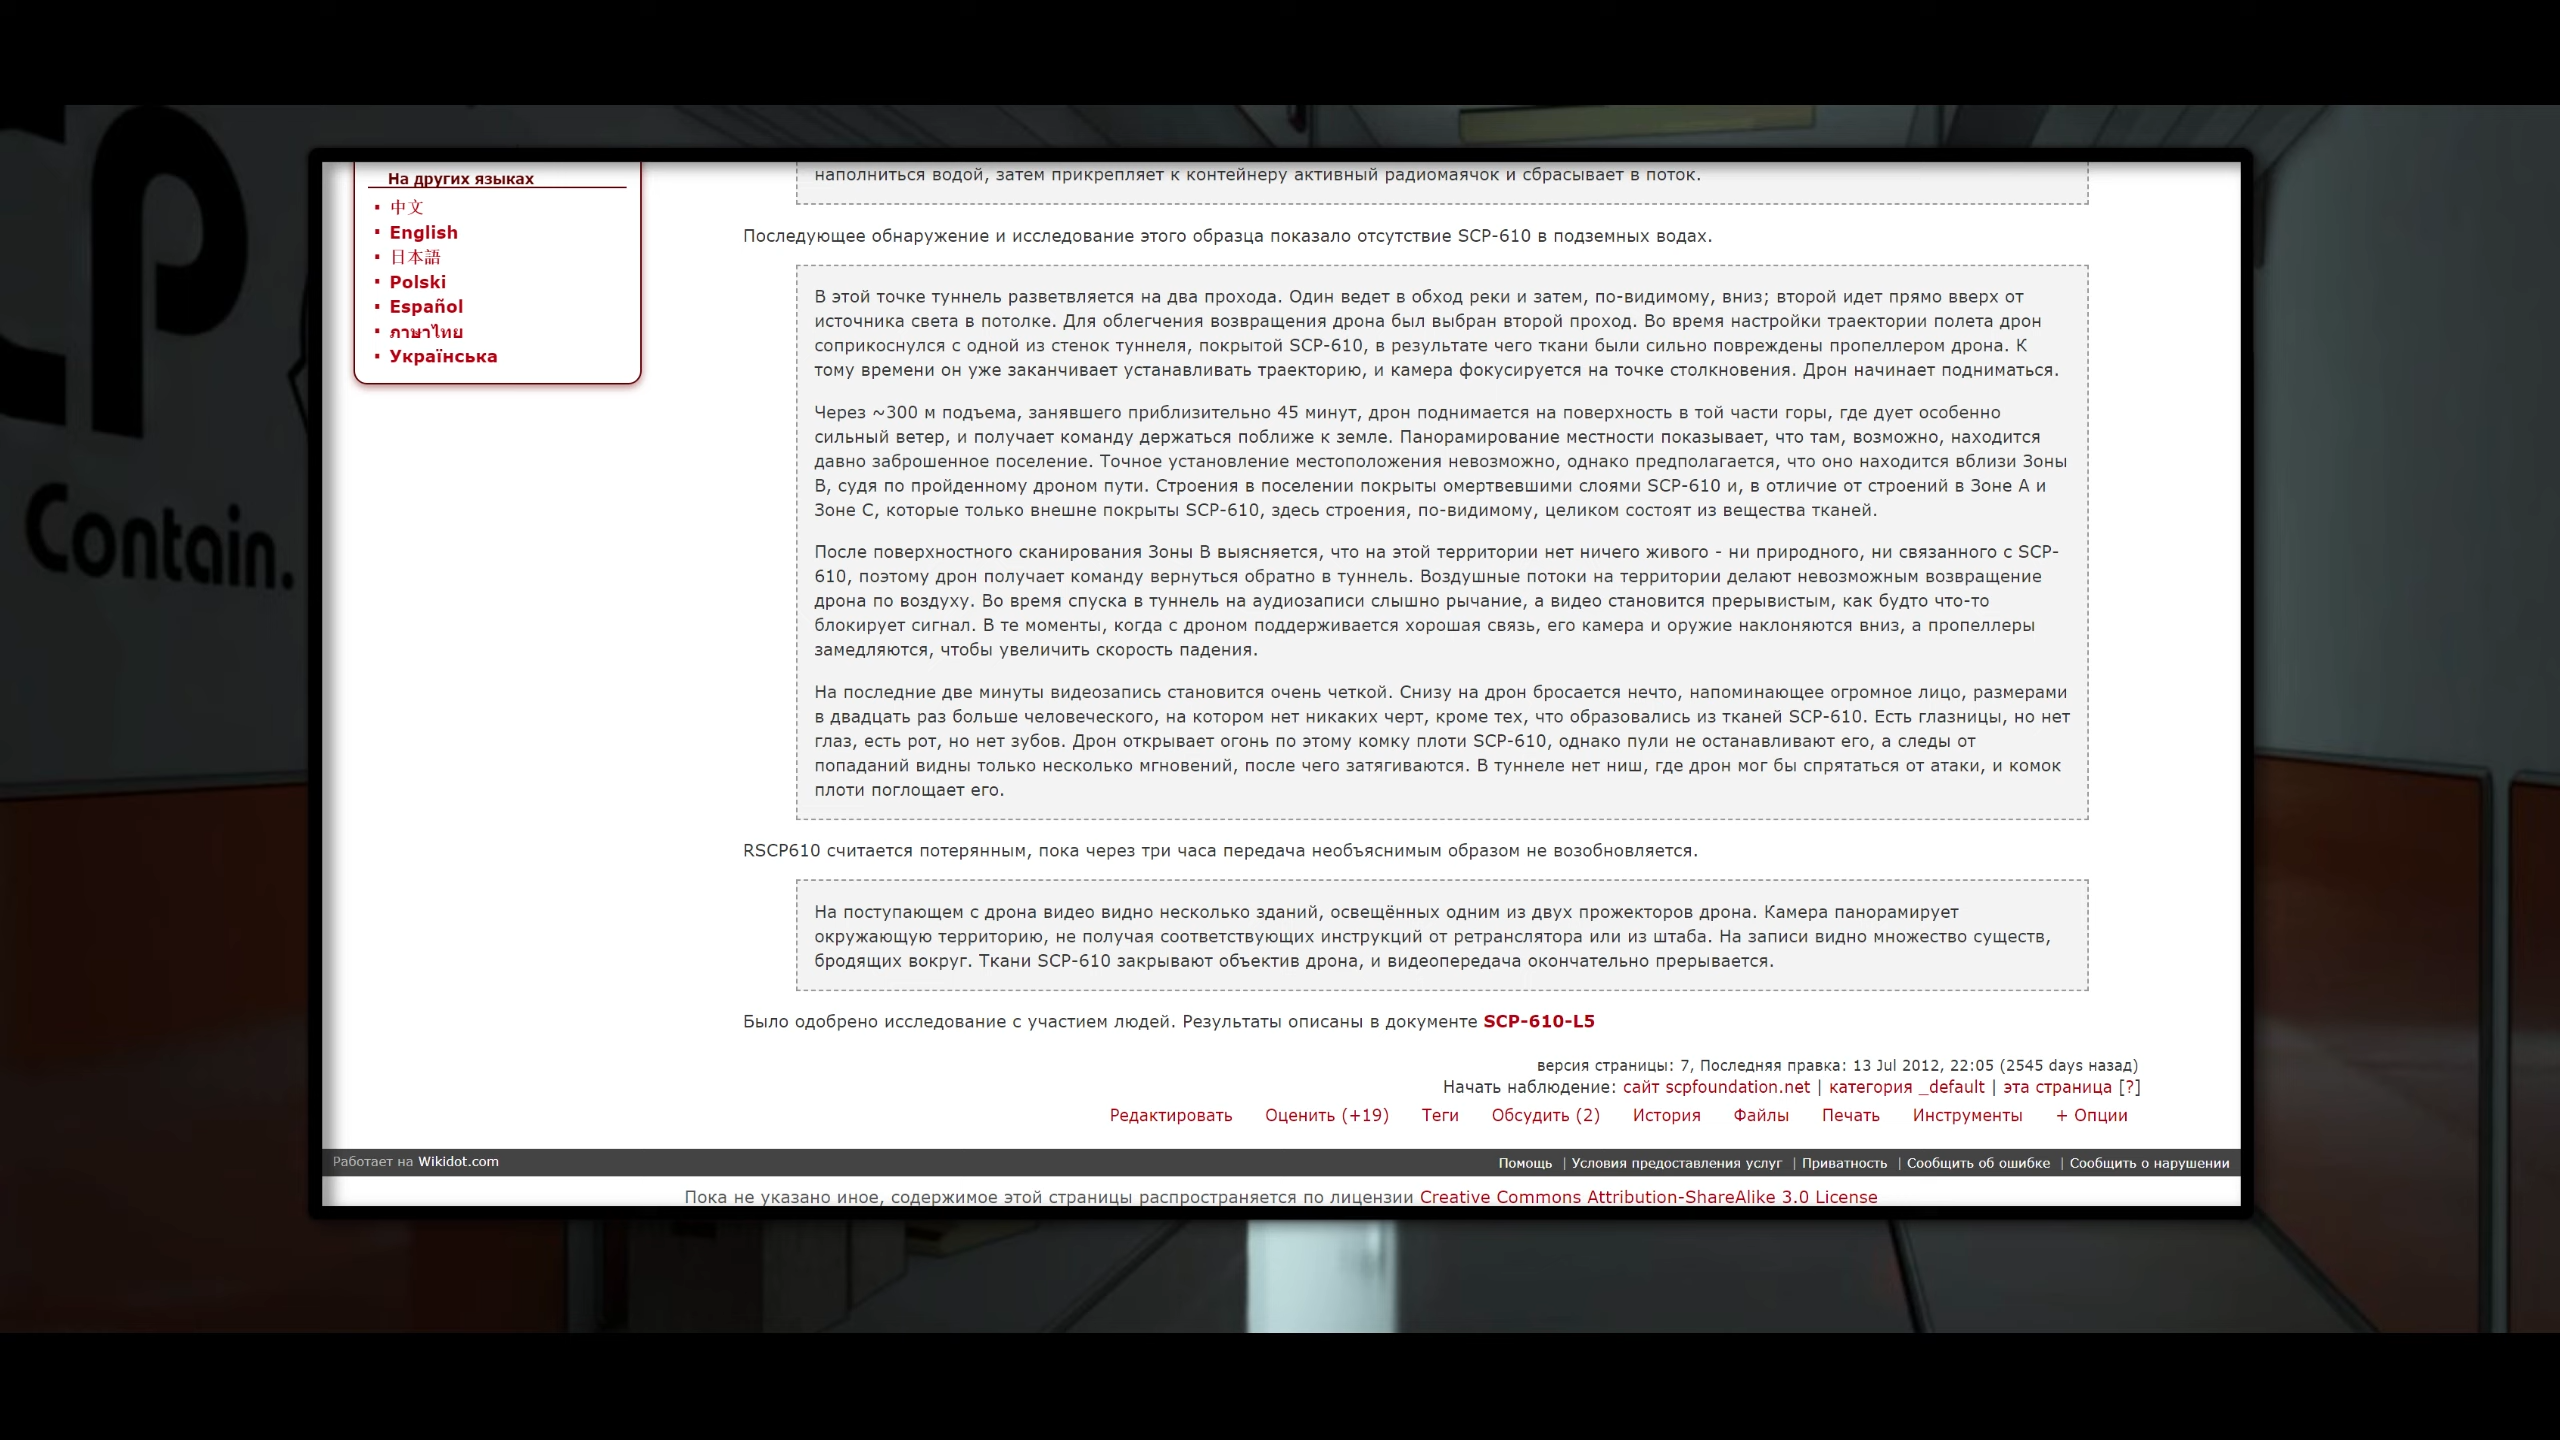 P
Contain.
На других языках
中文
English
日本語
Polski
Español
ภาษาไทย
Українська
наполниться водой, затем прикрепляет к контейнеру активный радиомаячок и сбрасывает в поток.
Последующее обнаружение и исследование этого образца показало отсутствие SCP-610 в подземных водах.
В этой точке туннель разветвляется на два прохода. Один ведет в обход реки и затем, по-видимому, вниз; второй идет прямо вверх от
источника света в потолке. Для облегчения возвращения дрона был выбран второй проход. Во время настройки траектории полета дрон
соприкоснулся с одной из стенок туннеля, покрытой SCP-610, в результате чего ткани были сильно повреждены пропеллером дрона. К
тому времени он уже заканчивает устанавливать траекторию, и камера фокусируется на точке столкновения. Дрон начинает подниматься.
Через ~300 м подъема, занявшего приблизительно 45 минут, дрон поднимается на поверхность в той части горы, где дует особенно
сильный ветер, и получает команду держаться поближе к земле. Панорамирование местности показывает, что там, возможно, находится
давно заброшенное поселение. Точное установление местоположения невозможно, однако предполагается, что оно находится вблизи Зоны
B, судя по пройденному дроном пути. Строения в поселении покрыты омертвевшими слоями SCP-610 и, в отличие от строений в Зоне А и
Зоне С, которые только внешне покрыты SCP-610, здесь строения, по-видимому, целиком состоят из вещества тканей.
После поверхностного сканирования Зоны B выясняется, что на этой территории нет ничего живого - ни природного, ни связанного с SCP-
610, поэтому дрон получает команду вернуться обратно в туннель. Воздушные потоки на территории делают невозможным возвращение
дрона по воздуху. Во время спуска в туннель на аудиозаписи слышно рычание, а видео становится прерывистым, как будто что-то
блокирует сигнал. В те моменты, когда с дроном поддерживается хорошая связь, его камера и оружие наклоняются вниз, а пропеллеры
замедляются, чтобы увеличить скорость падения.
На последние две минуты видеозапись становится очень четкой. Снизу на дрон бросается нечто, напоминающее огромное лицо, размерами
в двадцать раз больше человеческого, на котором нет никаких черт, кроме тех, что образовались из тканей SCP-610. Есть глазницы, но нет
глаз, есть рот, но нет зубов. Дрон открывает огонь по этому комку плоти SCP-610, однако пули не останавливают его, а следы от
попаданий видны только несколько мгновений, после чего затягиваются. В туннеле нет ниш, где дрон мог бы спрятаться от атаки, и комок
плоти поглощает его.
RSCP610 считается потерянным, пока через три часа передача необъяснимым образом не возобновляется.
На поступающем с дрона видео видно несколько зданий, освещённых одним из двух прожекторов дрона. Камера панорамирует
окружающую территорию, не получая соответствующих инструкций от ретранслятора или из штаба. На записи видно множество существ,
бродящих вокруг. Ткани SCP-610 закрывают объектив дрона, и видеопередача окончательно прерывается.
Было одобрено исследование с участием людей. Результаты описаны в документе SCP-610-L5
версия страницы: 7, Последняя правка: 13 Jul 2012, 22:05 (2545 days назад)
Начать наблюдение: сайт scpfoundation.net | категория _default | эта страница [?]
Редактировать Оценить (+19) Теги Обсудить (2) История Файлы Печать Инструменты + Опции
Работает на Wikidot.com
Помощь | Условия предоставления услуг | Приватность | Сообщить об ошибке | Сообщить о нарушении
Пока не указано иное, содержимое этой страницы распространяется по лицензии Creative Commons Attribution-ShareAlike 3.0 License